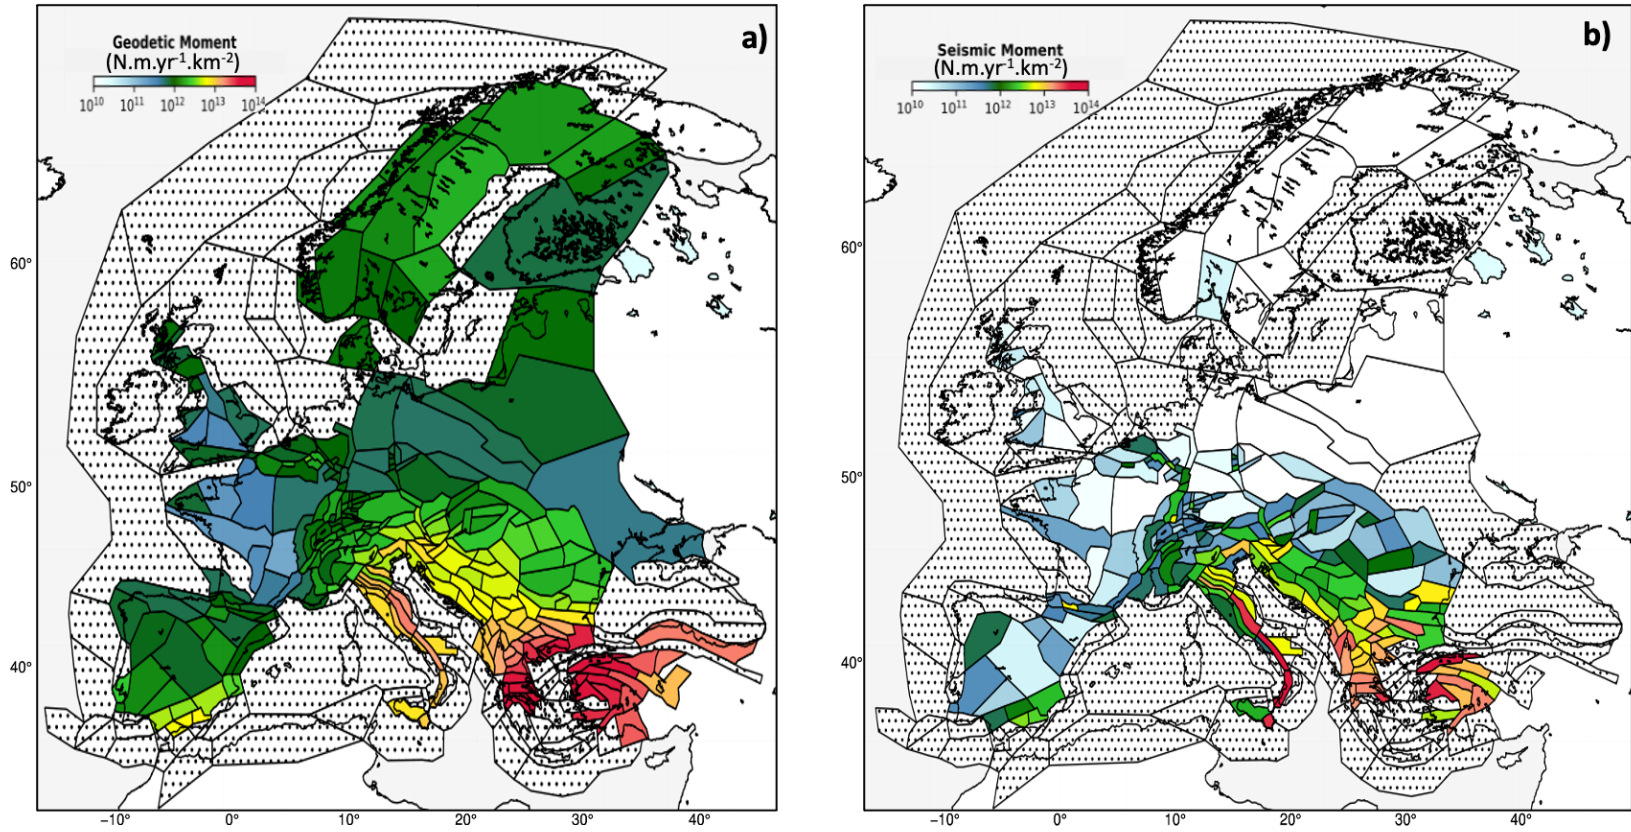 a)
Geodetic Moment
(N.m.yr⁻¹.km⁻²)
10¹⁰ 10¹¹ 10¹² 10¹³ 10¹⁴
60°
50°
40°
−10° 0° 10° 20° 30° 40°
b)
Seismic Moment
(N.m.yr⁻¹.km⁻²)
10¹⁰ 10¹¹ 10¹² 10¹³ 10¹⁴
60°
50°
40°
−10° 0° 10° 20° 30° 40°